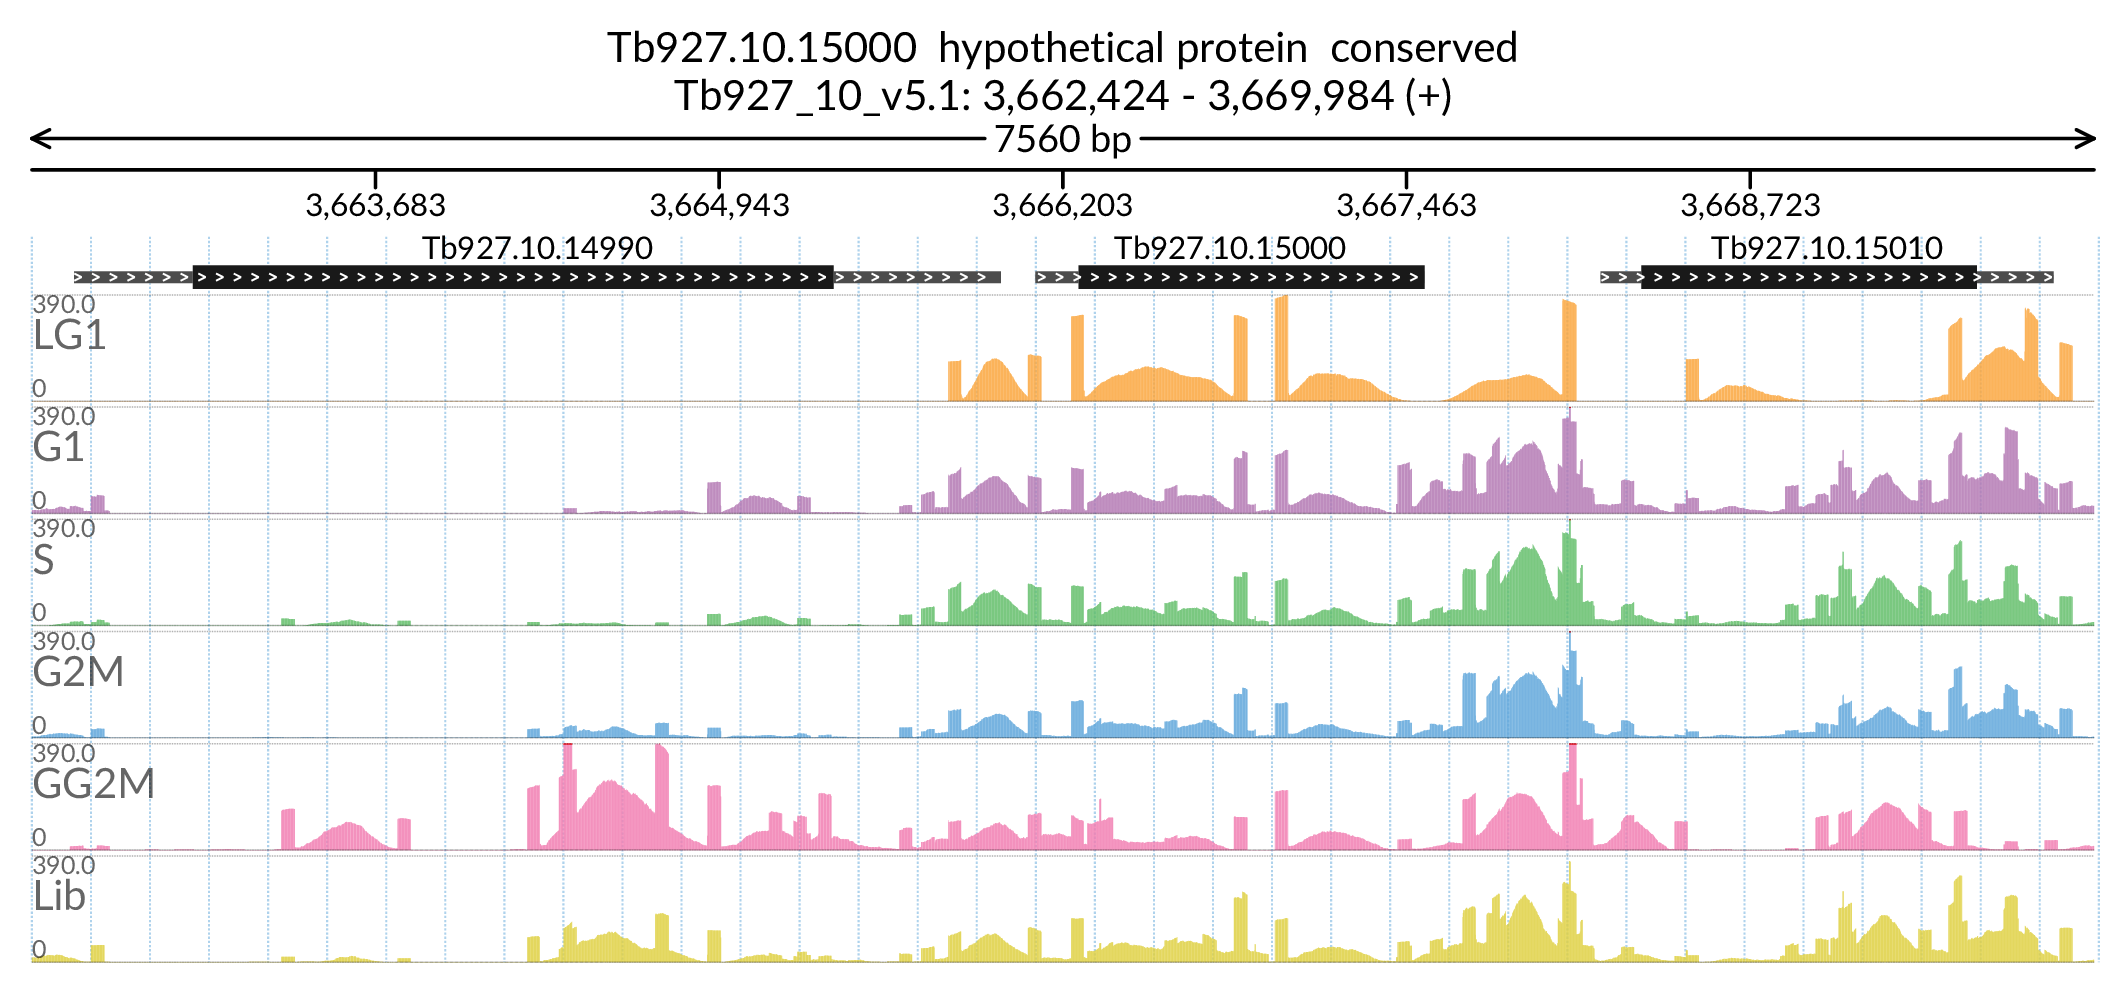 Tb927.10.15000 hypothetical protein conserved
Tb927_10_v5.1: 3,662,424 - 3,669,984 (+)
7560 bp
3,663,683 3,664,943 3,666,203 3,667,463 3,668,723
Tb927.10.14990 Tb927.10.15000 Tb927.10.15010
390.0
LG1
0
390.0
G1
0
390.0
S
0
390.0
G2M
0
390.0
GG2M
0
390.0
Lib
0